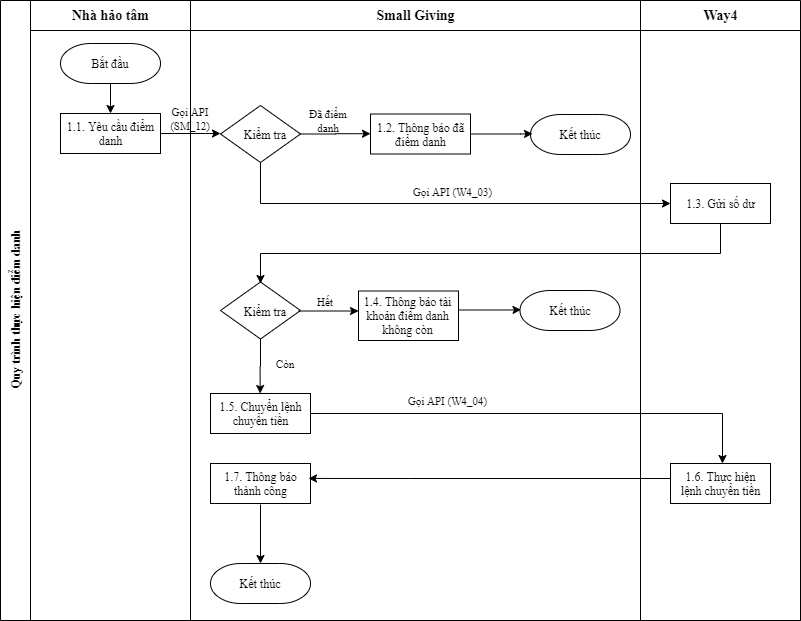 Nhà hảo tâm
Small Giving
Way4
Quy trình thực hiện điểm danh
Bắt đầu
1.1. Yêu cầu điểm
danh
Gọi API
(SM_12)
Kiểm tra
Đã điểm
danh
1.2. Thông báo đã
điểm danh
Kết thúc
Gọi API (W4_03)
1.3. Gửi số dư
Kiểm tra
Hết
1.4. Thông báo tài
khoản điểm danh
không còn
Kết thúc
Còn
1.5. Chuyển lệnh
chuyển tiền
Gọi API (W4_04)
1.6. Thực hiện
lệnh chuyển tiền
1.7. Thông báo
thành công
Kết thúc